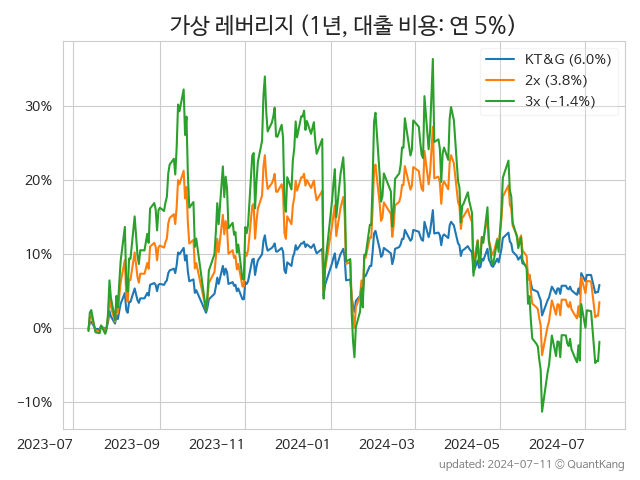 가상 레버리지 (1년, 대출 비용: 연 5%)
KT&G (6.0%)
2x (3.8%)
3x (−1.4%)
30%
20%
10%
0%
−10%
2023-07 2023-09 2023-11 2024-01 2024-03 2024-05 2024-07
updated: 2024-07-11 © QuantKang